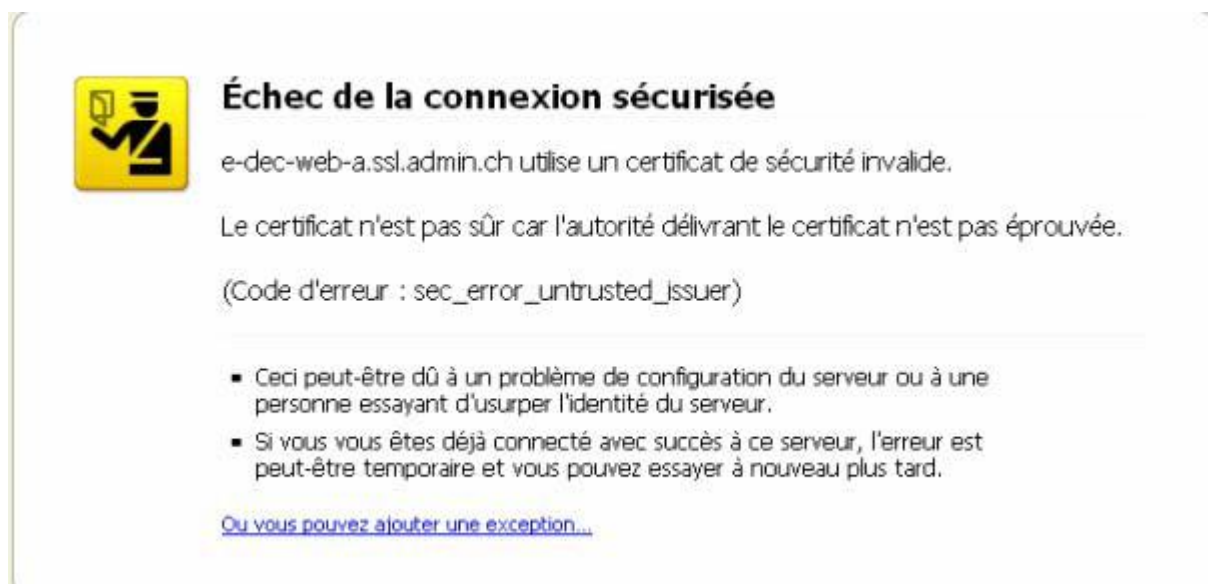 Échec de la connexion sécurisée
e-dec-web-a.ssl.admin.ch utilise un certificat de sécurité invalide.
Le certificat n'est pas sûr car l'autorité délivrant le certificat n'est pas éprouvée.
(Code d'erreur : sec_error_untrusted_issuer)
▪ Ceci peut-être dû à un problème de configuration du serveur ou à une
personne essayant d'usurper l'identité du serveur.
▪ Si vous vous êtes déjà connecté avec succès à ce serveur, l'erreur est
peut-être temporaire et vous pouvez essayer à nouveau plus tard.
Ou vous pouvez ajouter une exception...